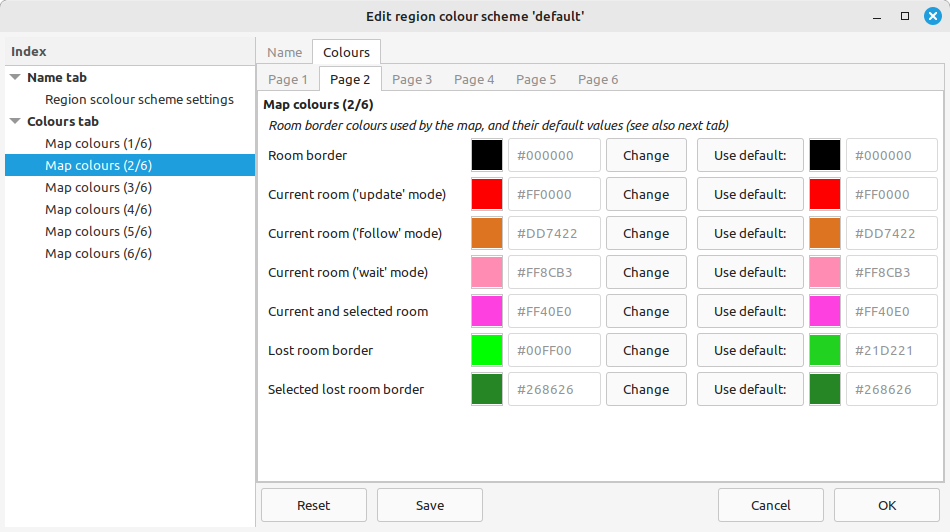 Edit region colour scheme 'default'
Index
Name tab
Region scolour scheme settings
Colours tab
Map colours (1/6)
Map colours (2/6)
Map colours (3/6)
Map colours (4/6)
Map colours (5/6)
Map colours (6/6)
Name Colours
Page 1 Page 2 Page 3 Page 4 Page 5 Page 6
Map colours (2/6)
Room border colours used by the map, and their default values (see also next tab)
Room border #000000 Change Use default: #000000
Current room ('update' mode) #FF0000 Change Use default: #FF0000
Current room ('follow' mode) #DD7422 Change Use default: #DD7422
Current room ('wait' mode) #FF8CB3 Change Use default: #FF8CB3
Current and selected room #FF40E0 Change Use default: #FF40E0
Lost room border #00FF00 Change Use default: #21D221
Selected lost room border #268626 Change Use default: #268626
Reset Save Cancel OK